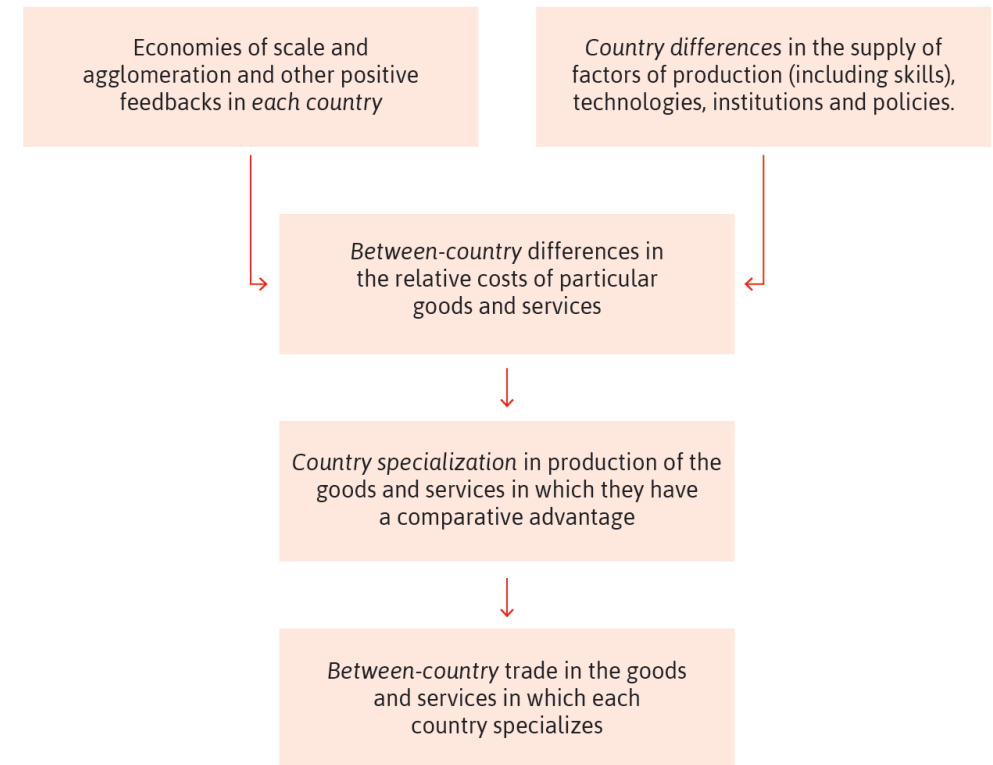 Economies of scale and
agglomeration and other positive
feedbacks in each country
Country differences in the supply of
factors of production (including skills),
technologies, institutions and policies.
Between-country differences in
the relative costs of particular
goods and services
Country specialization in production of the
goods and services in which they have
a comparative advantage
Between-country trade in the goods
and services in which each
country specializes